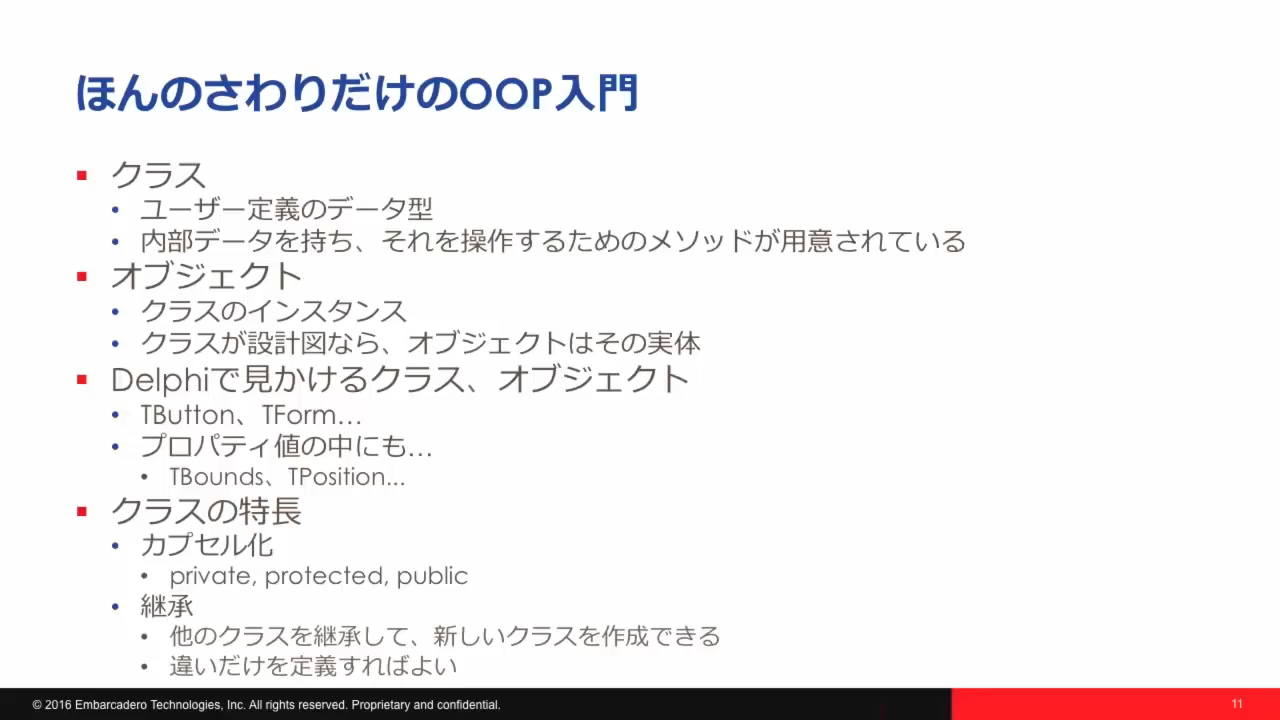 ほんのさわりだけのOOP入門
▪ クラス
• ユーザー定義のデータ型
• 内部データを持ち、それを操作するためのメソッドが用意されている
▪ オブジェクト
• クラスのインスタンス
• クラスが設計図なら、オブジェクトはその実体
▪ Delphiで見かけるクラス、オブジェクト
• TButton、TForm…
• プロパティ値の中にも…
• TBounds、TPosition...
▪ クラスの特長
• カプセル化
• private, protected, public
• 継承
• 他のクラスを継承して、新しいクラスを作成できる
• 違いだけを定義すればよい
© 2016 Embarcadero Technologies, Inc. All rights reserved. Proprietary and confidential.
11